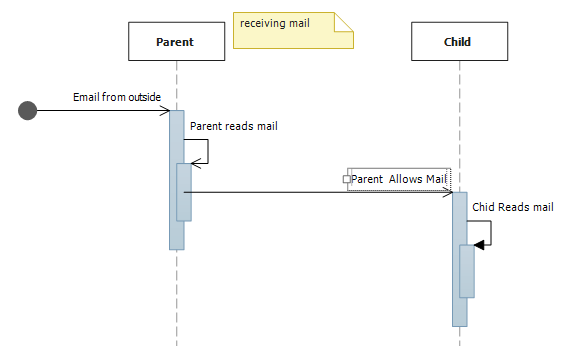 receiving mail
Parent
Child
Email from outside
Parent reads mail
Parent  Allows Mail
Chid Reads mail